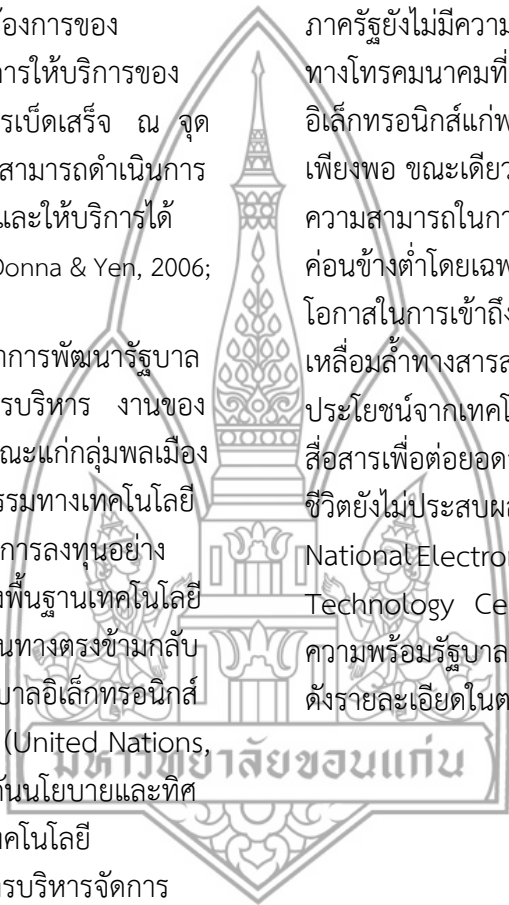 ้องการของ
การให้บริการของ
รเบ็ดเสร็จ ณ จุด
สามารถดำเนินการ
และให้บริการได้
Donna & Yen, 2006;
าการพัฒนารัฐบาล
รบริหาร งานของ
ณะแก่กลุ่มพลเมือง
รรมทางเทคโนโลยี
การลงทุนอย่าง
งพื้นฐานเทคโนโลยี
นทางตรงข้ามกลับ
บาลอิเล็กทรอนิกส์
(United Nations,
กันนโยบายและทิศ
ทคโนโลยี
ารบริหารจัดการ
ภาครัฐยังไม่มีความ
ทางโทรคมนาคมที่
อิเล็กทรอนิกส์แก่พ
เพียงพอ ขณะเดียว
ความสามารถในกา
ค่อนข้างต่ำโดยเฉพ
โอกาสในการเข้าถึง
เหลื่อมล้ำทางสารส
ประโยชน์จากเทคโ
สื่อสารเพื่อต่อยอด
ชีวิตยังไม่ประสบผล
National Electron
Technology Ce
ความพร้อมรัฐบาล
ดังรายละเอียดในต
มหาวิทยาลัยขอนแก่น